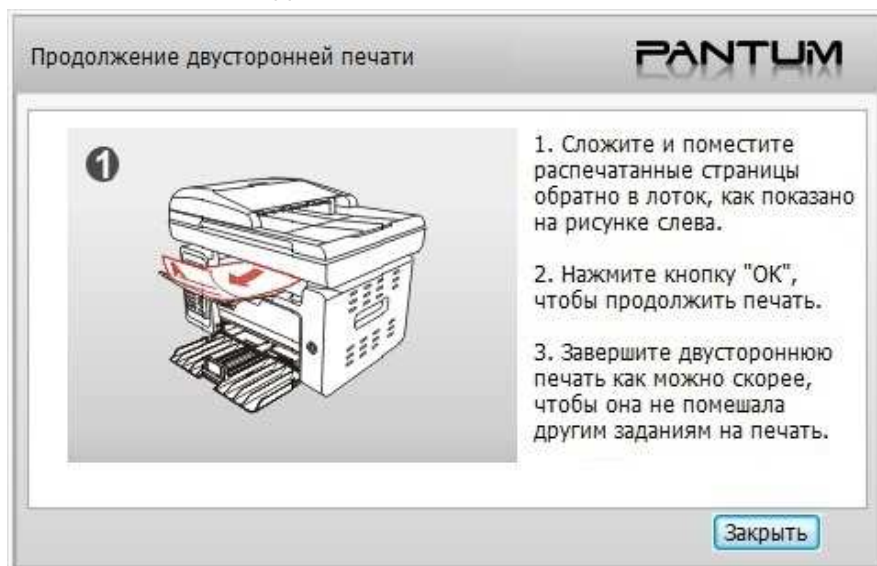 Продолжение двусторонней печати
PANTUM
1
1. Сложите и поместите
распечатанные страницы
обратно в лоток, как показано
на рисунке слева.
2. Нажмите кнопку "ОК",
чтобы продолжить печать.
3. Завершите двустороннюю
печать как можно скорее,
чтобы она не помешала
другим заданиям на печать.
Закрыть